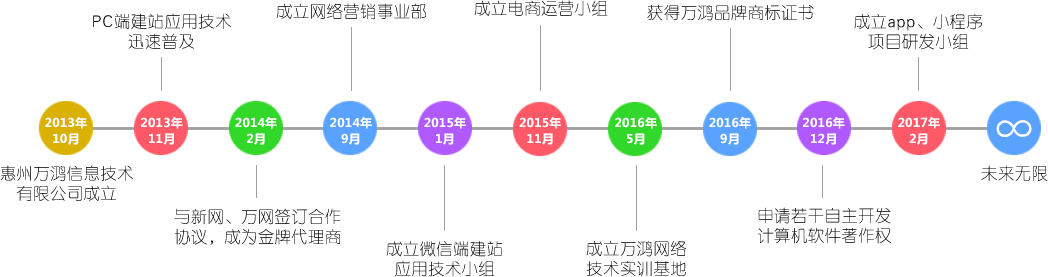 成立网络营销事业部
成立电商运营小组
获得万鸿品牌商标证书
PC端建站应用技术
迅速普及
成立app、小程序
项目研发小组
2013年
10月
2013年
11月
2014年
2月
2014年
9月
2015年
1月
2015年
11月
2016年
5月
2016年
9月
2016年
12月
2017年
2月
∞
惠州万鸿信息技术
有限公司成立
未来无限
与新网、万网签订合作
协议，成为金牌代理商
成立微信端建站
应用技术小组
成立万鸿网络
技术实训基地
申请若干自主开发
计算机软件著作权